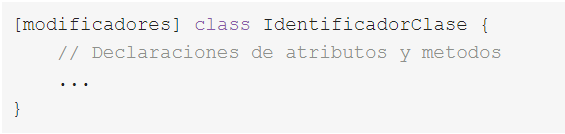 [modificadores] class IdentificadorClase {
    // Declaraciones de atributos y metodos
    ...
}